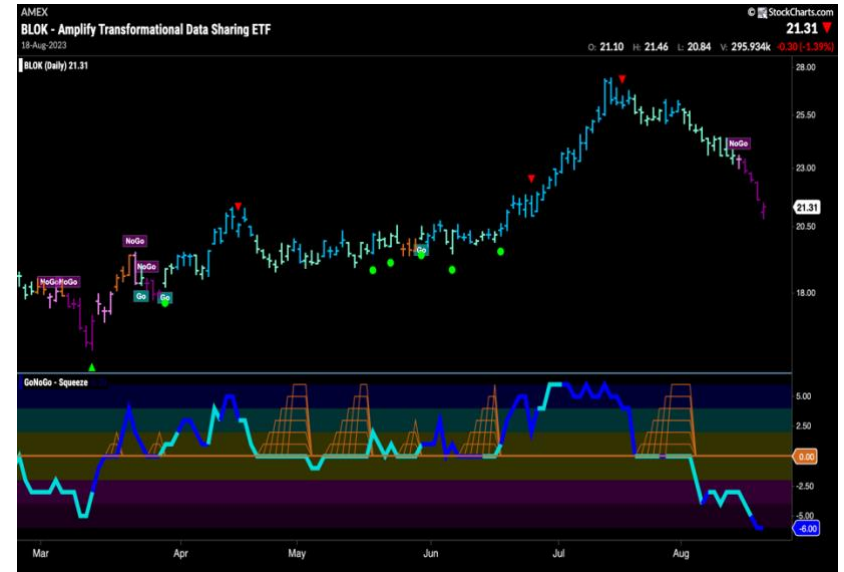 AMEX
© StockCharts.com
BLOK - Amplify Transformational Data Sharing ETF
21.31
18-Aug-2023
O: 21.10 H: 21.46 L: 20.84 V: 295.934k -0.30 (-1.39%)
BLOK (Daily) 21.31
28.00
25.50
NoGo
23.00
21.31
20.50
NoGo
NoGo
NoGo
NoGo
Go
Go
Go
18.00
GoNoGo - Squeeze
5.00
2.50
0.00
-2.50
-5.00
-6.00
Mar Apr May Jun Jul Aug